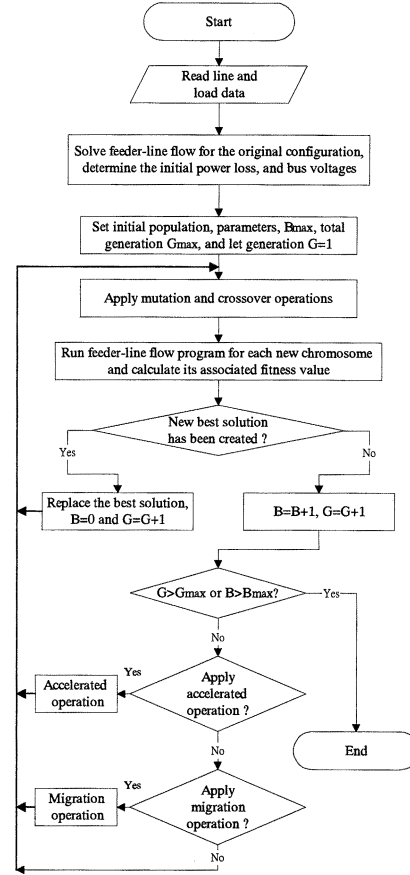 Start
Read line and
load data
Solve feeder-line flow for the original configuration,
determine the initial power loss, and bus voltages
Set initial population, parameters, Bmax, total
generation Gmax, and let generation G=1
Apply mutation and crossover operations
Run feeder-line flow program for each new chromosome
and calculate its associated fitness value
New best solution
has been created ?
Yes
No
Replace the best solution,
B=0 and G=G+1
B=B+1, G=G+1
G>Gmax or B>Bmax?
Yes
No
Apply
accelerated
operation ?
Yes
Accelerated
operation
No
End
Apply
migration
operation ?
Yes
Migration
operation
No